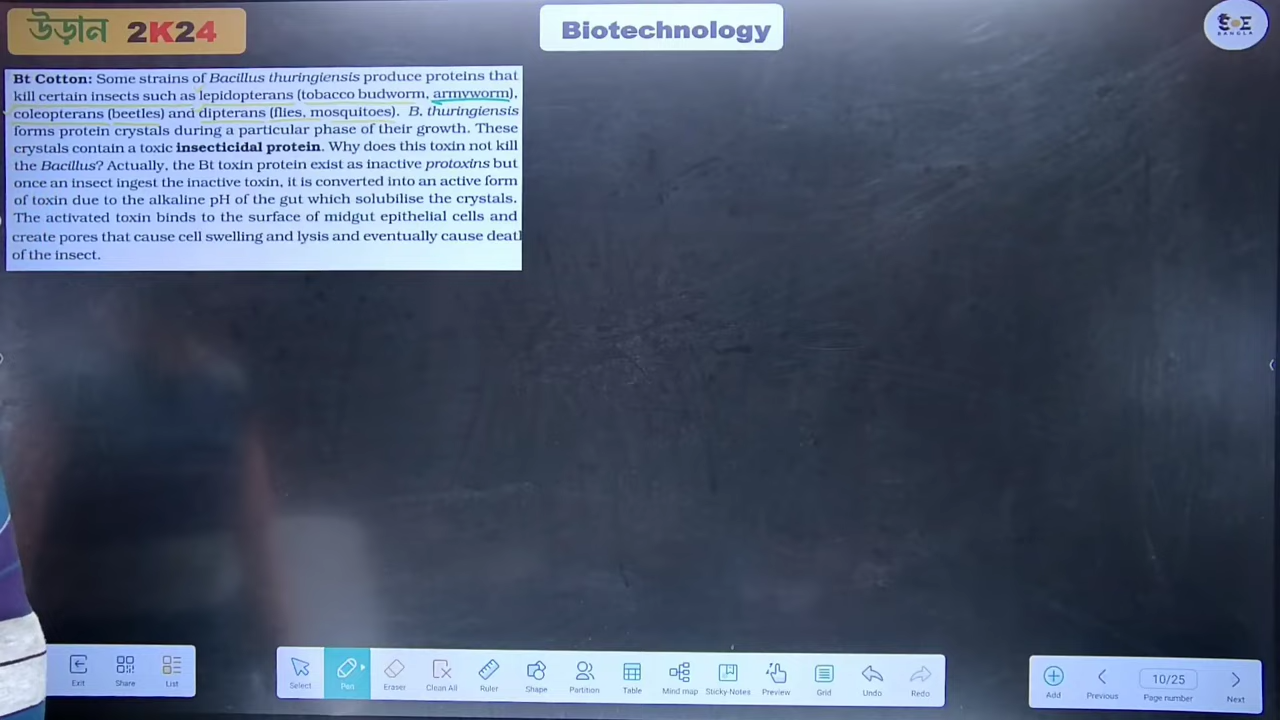 উড়ান 2K24
Biotechnology
Bt Cotton: Some strains of Bacillus thuringiensis produce proteins that
kill certain insects such as lepidopterans (tobacco budworm, armyworm),
coleopterans (beetles) and dipterans (flies, mosquitoes). B. thuringiensis
forms protein crystals during a particular phase of their growth. These
crystals contain a toxic insecticidal protein. Why does this toxin not kill
the Bacillus? Actually, the Bt toxin protein exist as inactive protoxins but
once an insect ingest the inactive toxin, it is converted into an active form
of toxin due to the alkaline pH of the gut which solubilise the crystals.
The activated toxin binds to the surface of midgut epithelial cells and
create pores that cause cell swelling and lysis and eventually cause deat
of the insect.
BANGLA
Exit Share List
Select Pen Eraser Clean All Ruler Shape Partition Table Mind map Sticky Notes Preview Grid Undo Redo
Add Previous 10/25 Page number Next